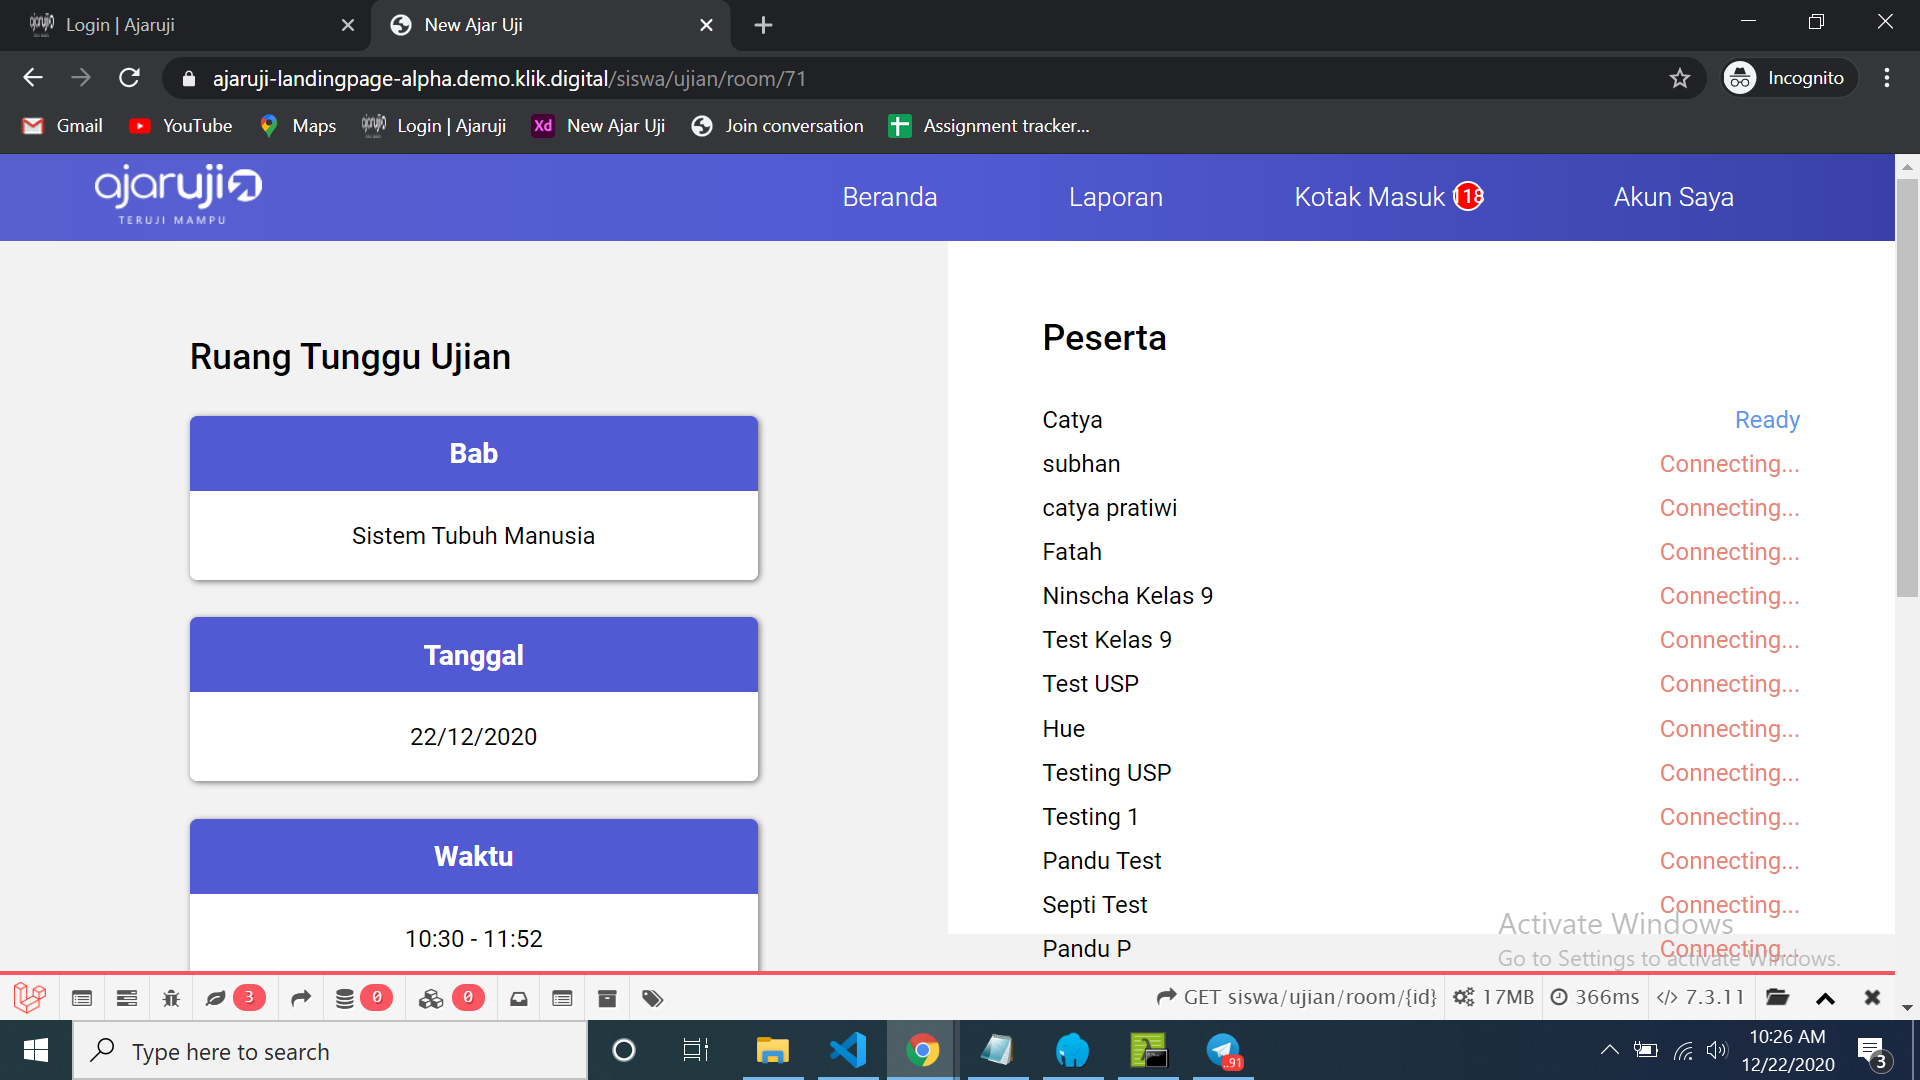 Login | Ajaruji
New Ajar Uji
ajaruji-landingpage-alpha.demo.klik.digital/siswa/ujian/room/71
Incognito
Gmail
YouTube
Maps
Login | Ajaruji
Xd New Ajar Uji
Join conversation
Assignment tracker...
ajaruji
TERUJI MAMPU
Beranda
Laporan
Kotak Masuk 118
Akun Saya
Ruang Tunggu Ujian
Bab
Sistem Tubuh Manusia
Tanggal
22/12/2020
Waktu
10:30 - 11:52
Peserta
Catya Ready
subhan Connecting...
catya pratiwi Connecting...
Fatah Connecting...
Ninscha Kelas 9 Connecting...
Test Kelas 9 Connecting...
Test USP Connecting...
Hue Connecting...
Testing USP Connecting...
Testing 1 Connecting...
Pandu Test Connecting...
Septi Test Connecting...
Pandu P Connecting...
Activate Windows
Go to Settings to activate Windows.
3 0 0 GET siswa/ujian/room/{id} 17MB 366ms 7.3.11
Type here to search
..91
10:26 AM
12/22/2020
3